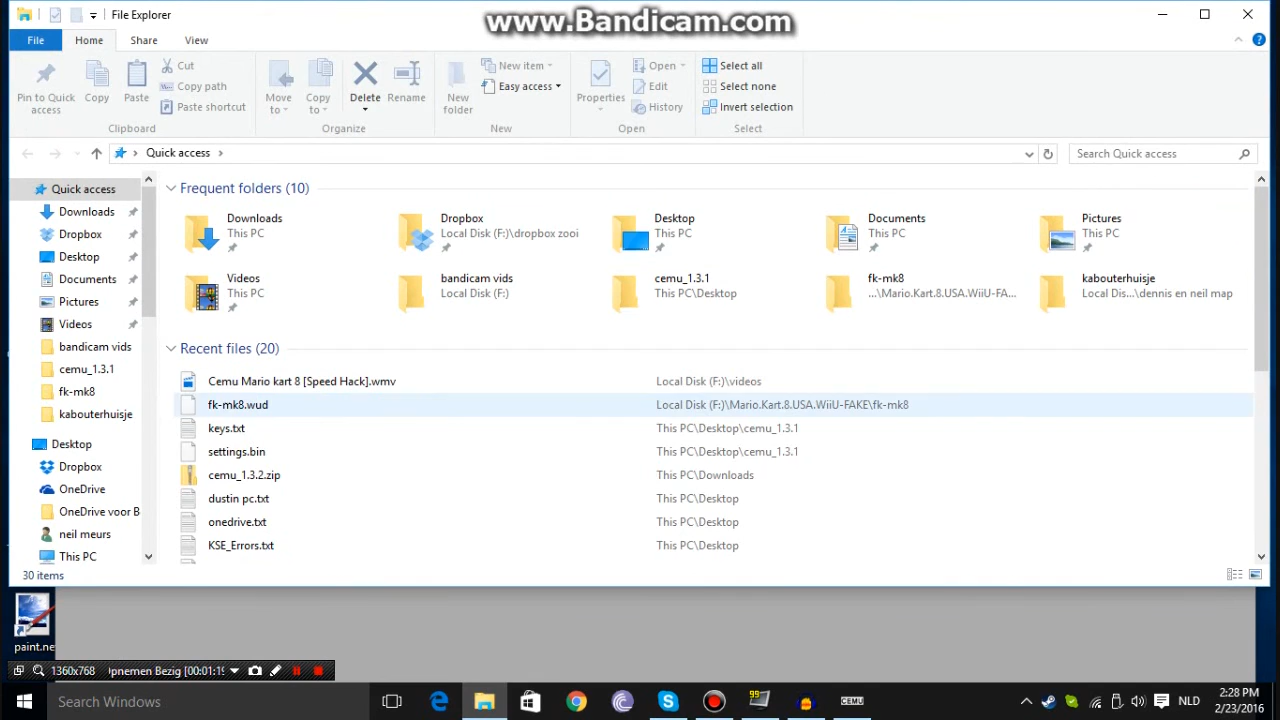 File Explorer
www.Bandicam.com
File
Home
Share
View
Pin to Quick access
Copy
Paste
Cut
Copy path
Paste shortcut
Clipboard
Move to
Copy to
Delete
Rename
Organize
New folder
New item
Easy access
New
Properties
Open
Edit
History
Open
Select all
Select none
Invert selection
Select
Quick access
Search Quick access
Quick access
Downloads
Dropbox
Desktop
Documents
Pictures
Videos
bandicam vids
cemu_1.3.1
fk-mk8
kabouterhuisje
Desktop
Dropbox
OneDrive
OneDrive voor B
neil meurs
This PC
Frequent folders (10)
Downloads
This PC
Dropbox
Local Disk (F:)\dropbox zooi
Desktop
This PC
Documents
This PC
Pictures
This PC
Videos
This PC
bandicam vids
Local Disk (F:)
cemu_1.3.1
This PC\Desktop
fk-mk8
...\Mario.Kart.8.USA.WiiU-FA...
kabouterhuisje
Local Dis...\dennis en neil map
Recent files (20)
Cemu Mario kart 8 [Speed Hack].wmv Local Disk (F:)\videos
fk-mk8.wud Local Disk (F:)\Mario.Kart.8.USA.WiiU-FAKE\fk-mk8
keys.txt This PC\Desktop\cemu_1.3.1
settings.bin This PC\Desktop\cemu_1.3.1
cemu_1.3.2.zip This PC\Downloads
dustin pc.txt This PC\Desktop
onedrive.txt This PC\Desktop
KSE_Errors.txt This PC\Desktop
30 items
paint.ne
1360x768 Opnemen Bezig [00:01:19
Search Windows
99
CEMU
NLD
2:28 PM
2/23/2016